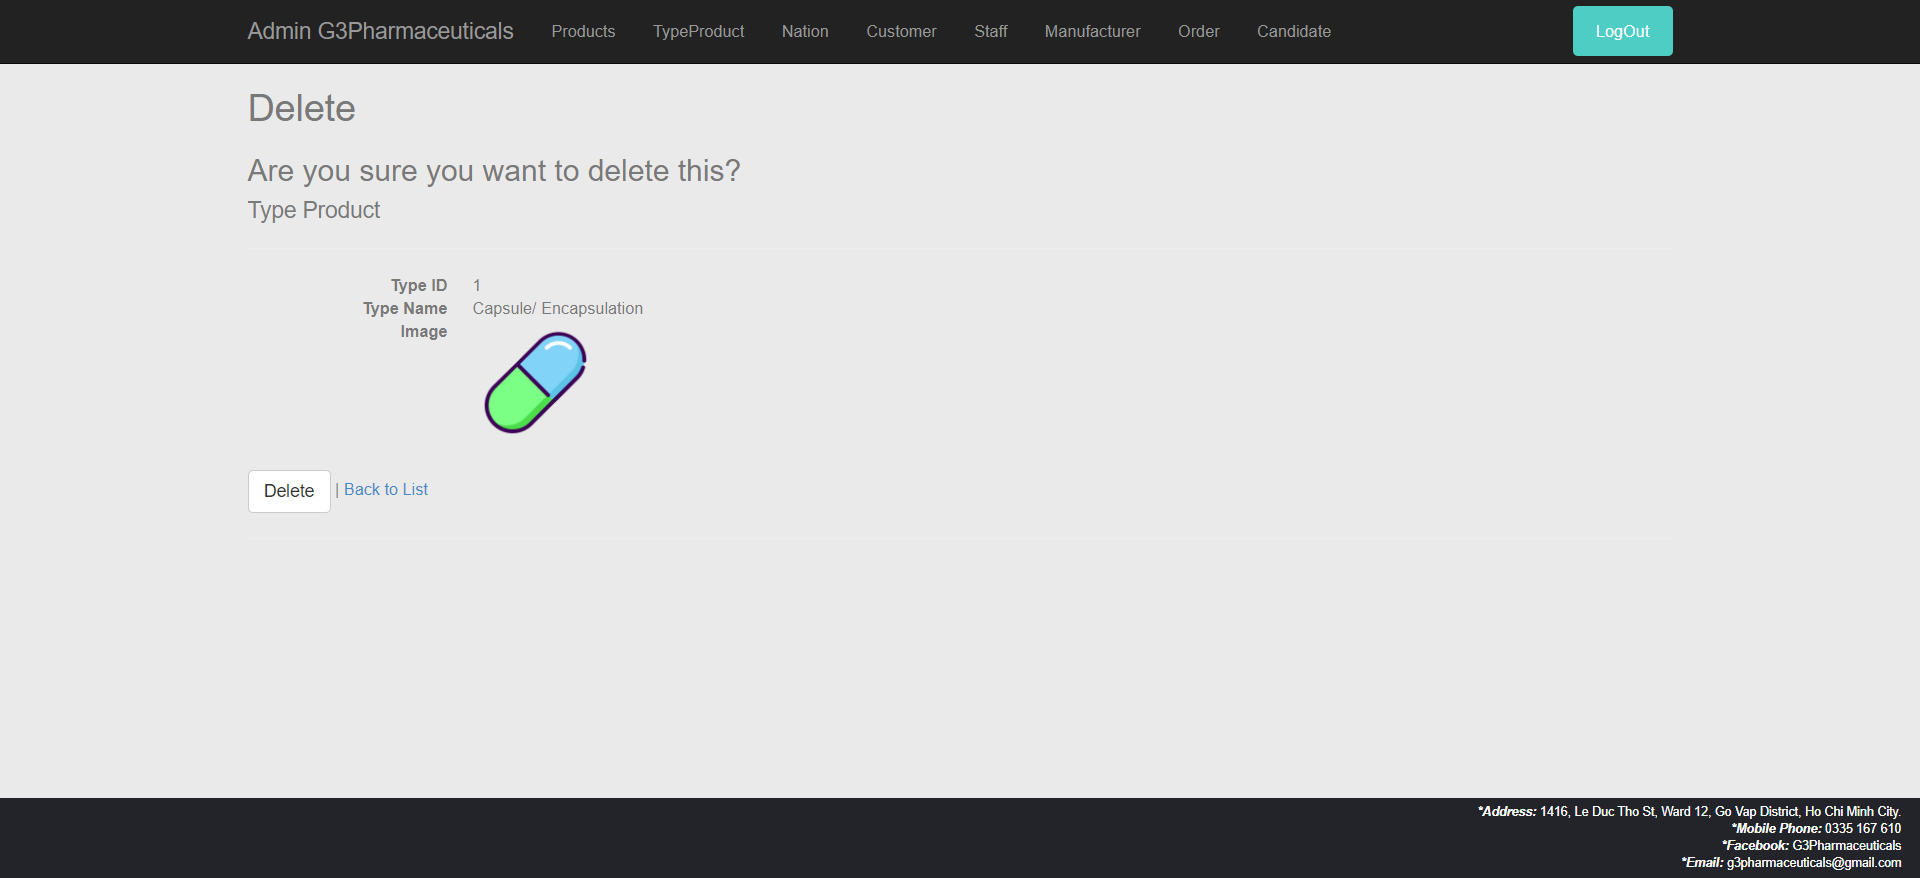 Admin G3Pharmaceuticals Products TypeProduct Nation Customer Staff Manufacturer Order Candidate LogOut
Delete
Are you sure you want to delete this?
Type Product
Type ID 1
Type Name Capsule/ Encapsulation
Image
Delete | Back to List
*Address: 1416, Le Duc Tho St, Ward 12, Go Vap District, Ho Chi Minh City.
*Mobile Phone: 0335 167 610
*Facebook: G3Pharmaceuticals
*Email: g3pharmaceuticals@gmail.com